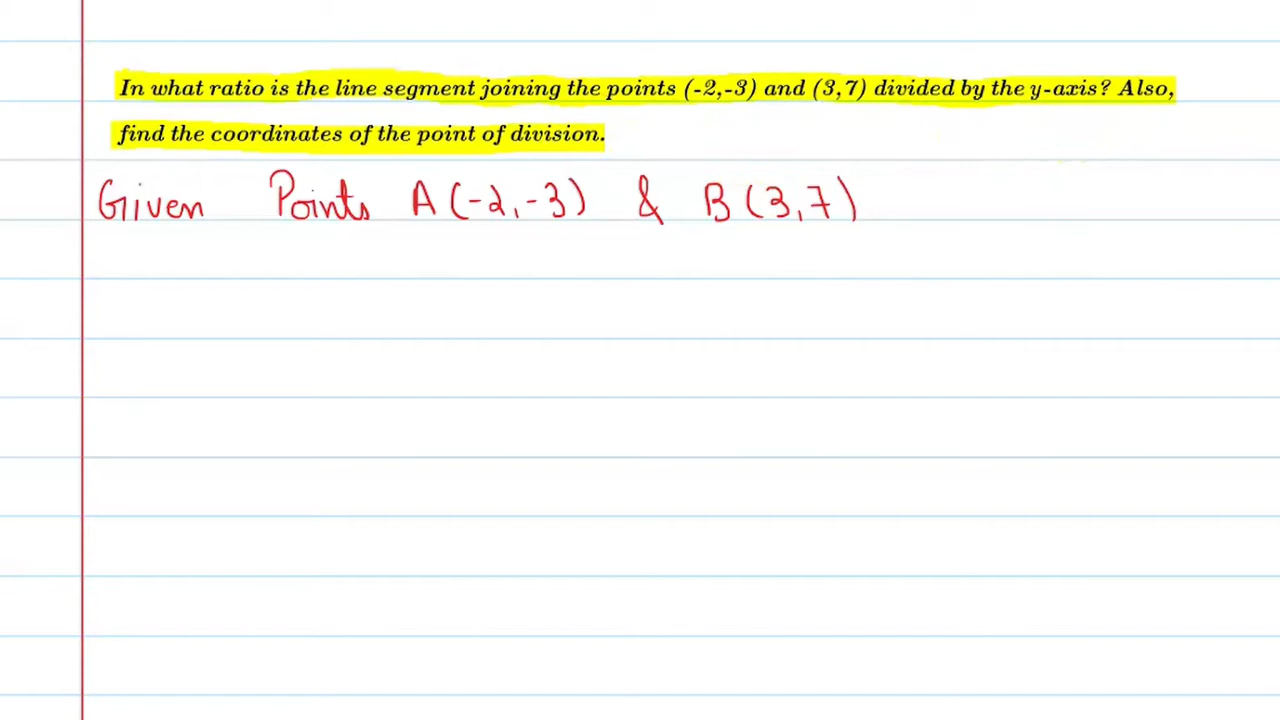 In what ratio is the line segment joining the points (-2,-3) and (3,7) divided by the y-axis? Also,
find the coordinates of the point of division.
Given Points A(-2,-3) & B(3,7)